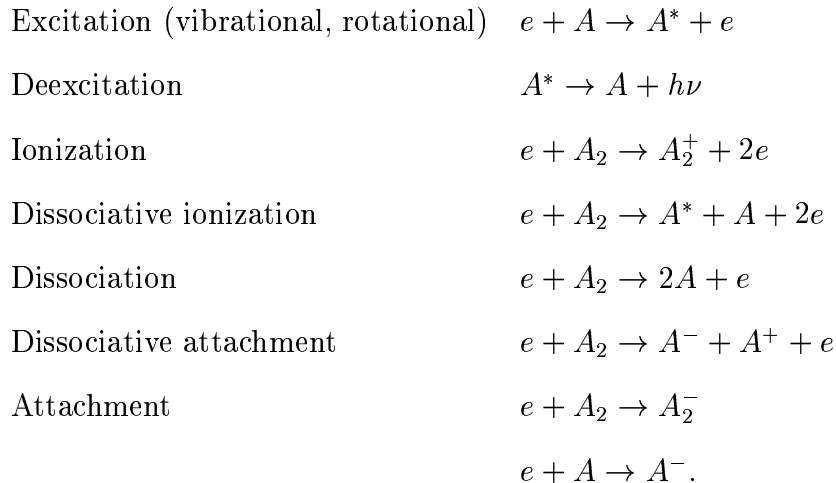 Excitation (vibrational, rotational) e + A → A* + e
Deexcitation A* → A + hν
Ionization e + A₂ → A₂⁺ + 2e
Dissociative ionization e + A₂ → A* + A + 2e
Dissociation e + A₂ → 2A + e
Dissociative attachment e + A₂ → A⁻ + A⁺ + e
Attachment e + A₂ → A₂⁻
e + A → A⁻.